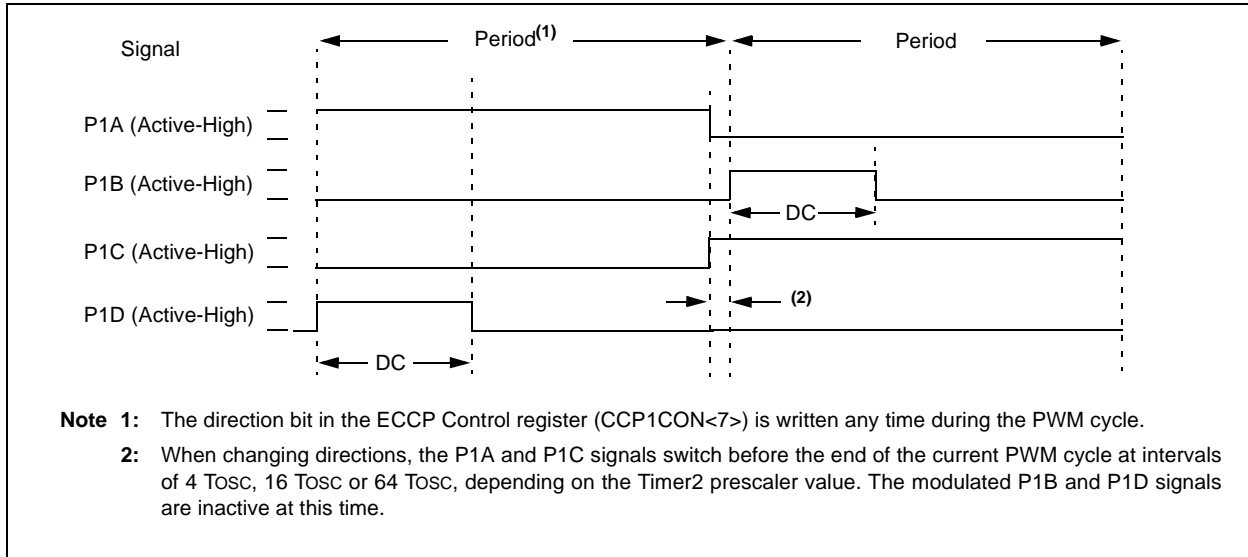 Signal
Period(1)
Period
P1A (Active-High)
P1B (Active-High)
DC
P1C (Active-High)
(2)
P1D (Active-High)
DC
Note 1: The direction bit in the ECCP Control register (CCP1CON<7>) is written any time during the PWM cycle.
2: When changing directions, the P1A and P1C signals switch before the end of the current PWM cycle at intervals
of 4 TOSC, 16 TOSC or 64 TOSC, depending on the Timer2 prescaler value. The modulated P1B and P1D signals
are inactive at this time.